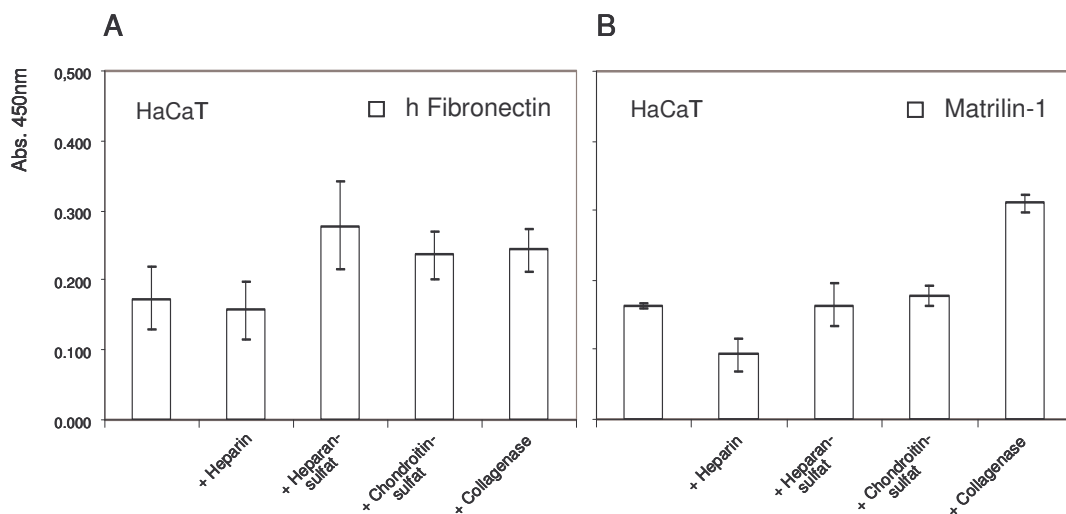 A
Abs. 450nm
0,500
0.400
0.300
0.200
0.100
0.000
HaCaT
h Fibronectin
+ Heparin
+ Heparan-
sulfat
+ Chondroitin-
sulfat
+ Collagenase
B
HaCaT
Matrilin-1
+ Heparin
+ Heparan-
sulfat
+ Chondroitin-
sulfat
+ Collagenase